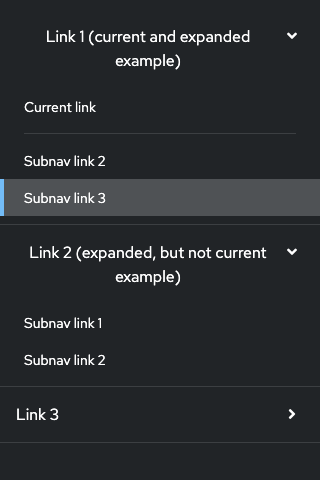 Link 1 (current and expanded
example)
Current link
Subnav link 2
Subnav link 3
Link 2 (expanded, but not current
example)
Subnav link 1
Subnav link 2
Link 3